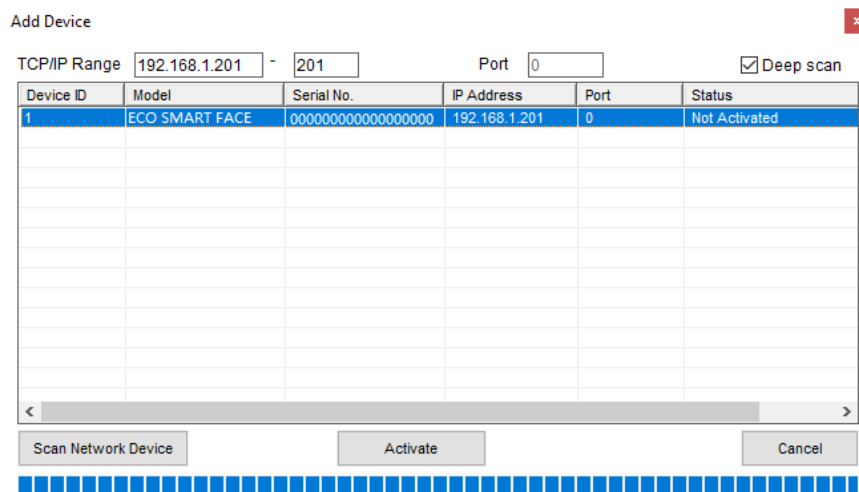 Add Device
TCP/IP Range 192.168.1.201 - 201 Port 0 Deep scan
Device ID Model Serial No. IP Address Port Status
1 ECO SMART FACE 000000000000000000 192.168.1.201 0 Not Activated
Scan Network Device Activate Cancel